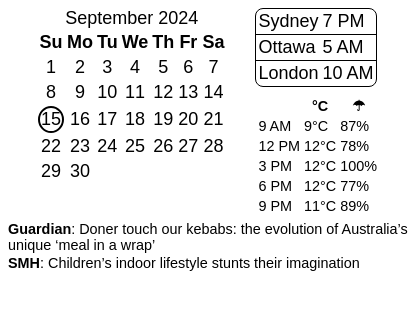 September 2024
Su Mo Tu We Th Fr Sa
1 2 3 4 5 6 7
8 9 10 11 12 13 14
15 16 17 18 19 20 21
22 23 24 25 26 27 28
29 30
Sydney 7 PM
Ottawa 5 AM
London 10 AM
°C ☂
9 AM 9°C 87%
12 PM 12°C 78%
3 PM 12°C 100%
6 PM 12°C 77%
9 PM 11°C 89%
Guardian: Doner touch our kebabs: the evolution of Australia’s
unique ‘meal in a wrap’
SMH: Children’s indoor lifestyle stunts their imagination